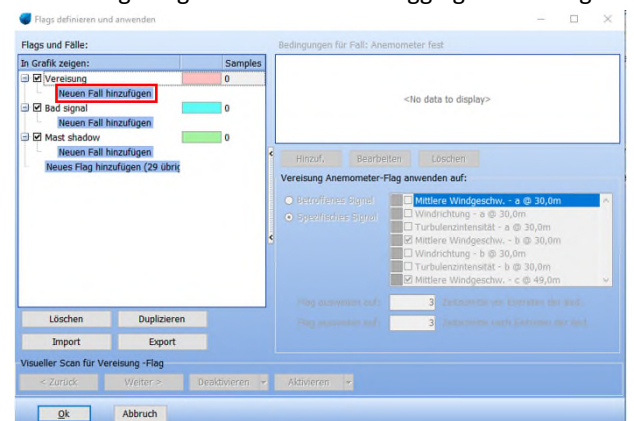 Flags definieren und anwenden
Flags und Fälle:
In Grafik zeigen: Samples
Vereisung 0
Neuen Fall hinzufügen
Bad signal 0
Neuen Fall hinzufügen
Mast shadow 0
Neuen Fall hinzufügen
Neues Flag hinzufügen (29 übrig
Löschen Duplizieren
Import Export
Bedingungen für Fall: Anemometer fest
<No data to display>
Hinzuf. Bearbeiten Löschen
Vereisung Anemometer-Flag anwenden auf:
Betroffenes Signal
Spezifisches Signal
Mittlere Windgeschw. - a @ 30,0m
Windrichtung - a @ 30,0m
Turbulenzintensität - a @ 30,0m
Mittlere Windgeschw. - b @ 30,0m
Windrichtung - b @ 30,0m
Turbulenzintensität - b @ 30,0m
Mittlere Windgeschw. - c @ 49,0m
Flag ausweiten auf: 3 Zeitschritte vor Eintreten der Bed.
Flag ausweiten auf: 3 Zeitschritte nach Eintreten der Bed.
Visueller Scan für Vereisung -Flag
< Zurück Weiter > Deaktivieren Aktivieren
Ok Abbruch